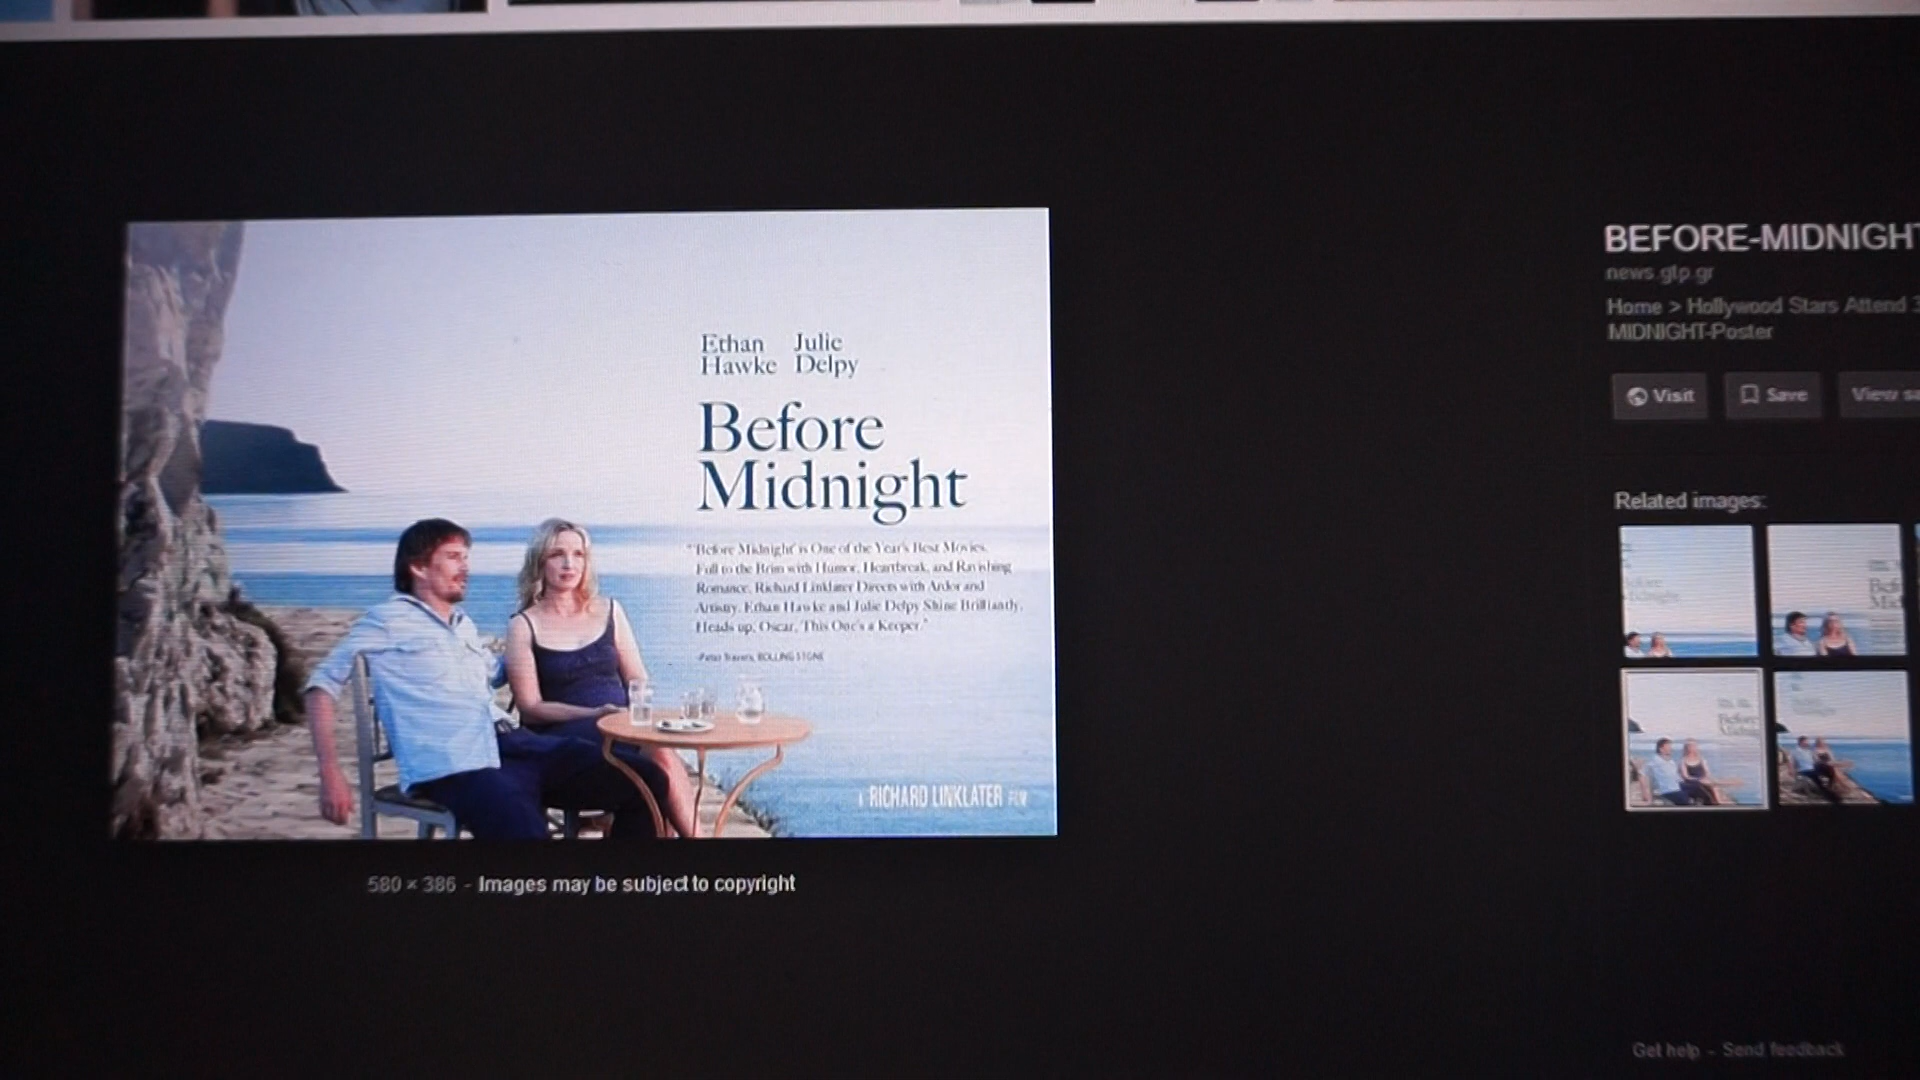 Ethan Julie
Hawke Delpy
Before
Midnight
"'Before Midnight' is One of the Year's Best Movies.
Full to the Brim with Humor, Heartbreak, and Ravishing
Romance. Richard Linklater Directs with Ardor and
Artistry. Ethan Hawke and Julie Delpy Shine Brilliantly.
Heads up, Oscar, This One's a Keeper."
-Peter Travers, ROLLING STONE
A RICHARD LINKLATER FILM
580 × 386 - Images may be subject to copyright
BEFORE-MIDNIGHT
news.gtp.gr
Home > Hollywood Stars Attend 3
MIDNIGHT-Poster
Visit Save View sa
Related images:
Get help - Send feedback